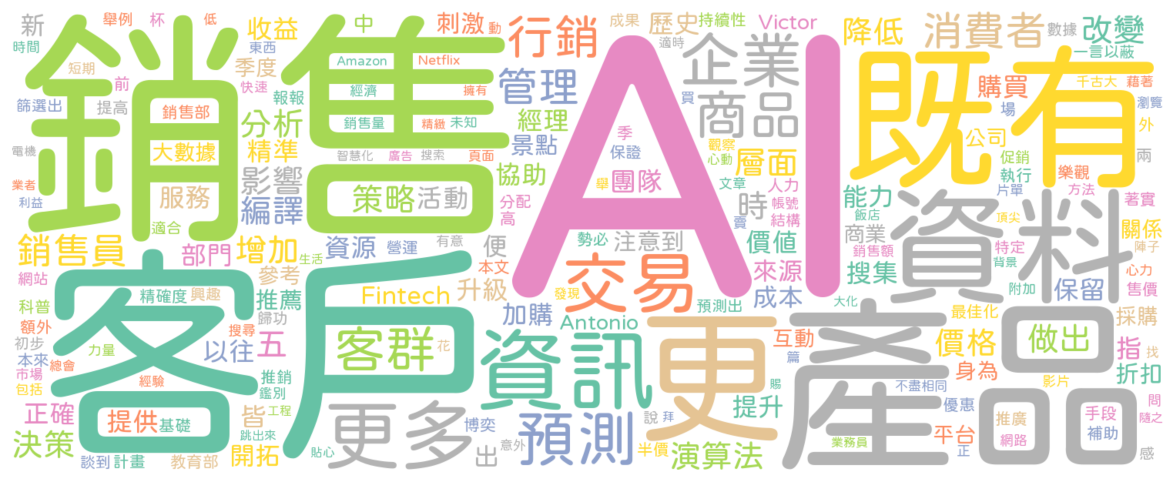 銷售
AI
既有
客戶
產品
資料
更
資訊
更多
預測
交易
客群
企業
商品
行銷
管理
消費者
策略
活動
銷售員
分析
精準
影響
編譯
服務
大數據
銷售部
新
時間
舉例
杯
低
收益
中
刺激
動
成果
歷史
持續性
適時
Victor
降低
數據
改變
一言以蔽
短期
東西
季度
Amazon
Netflix
前
快速
經濟
擁有
篩選出
提高
報報
銷售量
精緻
未知
經理
景點
買
購買
場
千古大
藉著
瀏覽
外
公司
兩
電機
智慧化
廣告
搜索
頁面
季
保證
觀察
心動
層面
促銷
執行
樂觀
片單
方法
業者
利益
協助
舉
團隊
文章
人力
帳號
結構
能力
飯店
著實
適合
分配
高
時
賣
價值
商業
頂尖
特定
背景
關係
陣子
部門
增加
生活
資源
營運
有意
便
勢必
注意到
來源
搜集
銷售額
附加
心力
售價
保留
網站
參考
本文
科普
精確度
興趣
推薦
Fintech
升級
發現
預測出
成本
大化
最佳化
採購
額外
歸功
加購
Antonio
互動
價格
做出
指
初步
本來
力量
搜尋
以往
五
花
篇
找
折扣
市場
總會
包括
經驗
推銷
鑑別
身為
影片
不盡相同
正確
提供
基礎
皆
工程
跳出來
說
拜
賜
提升
優惠
推廣
手段
問
隨之
決策
談到
計畫
教育部
開拓
貼心
博奕
出
意外
半價
演算法
業務員
平台
正
網路
補助
感